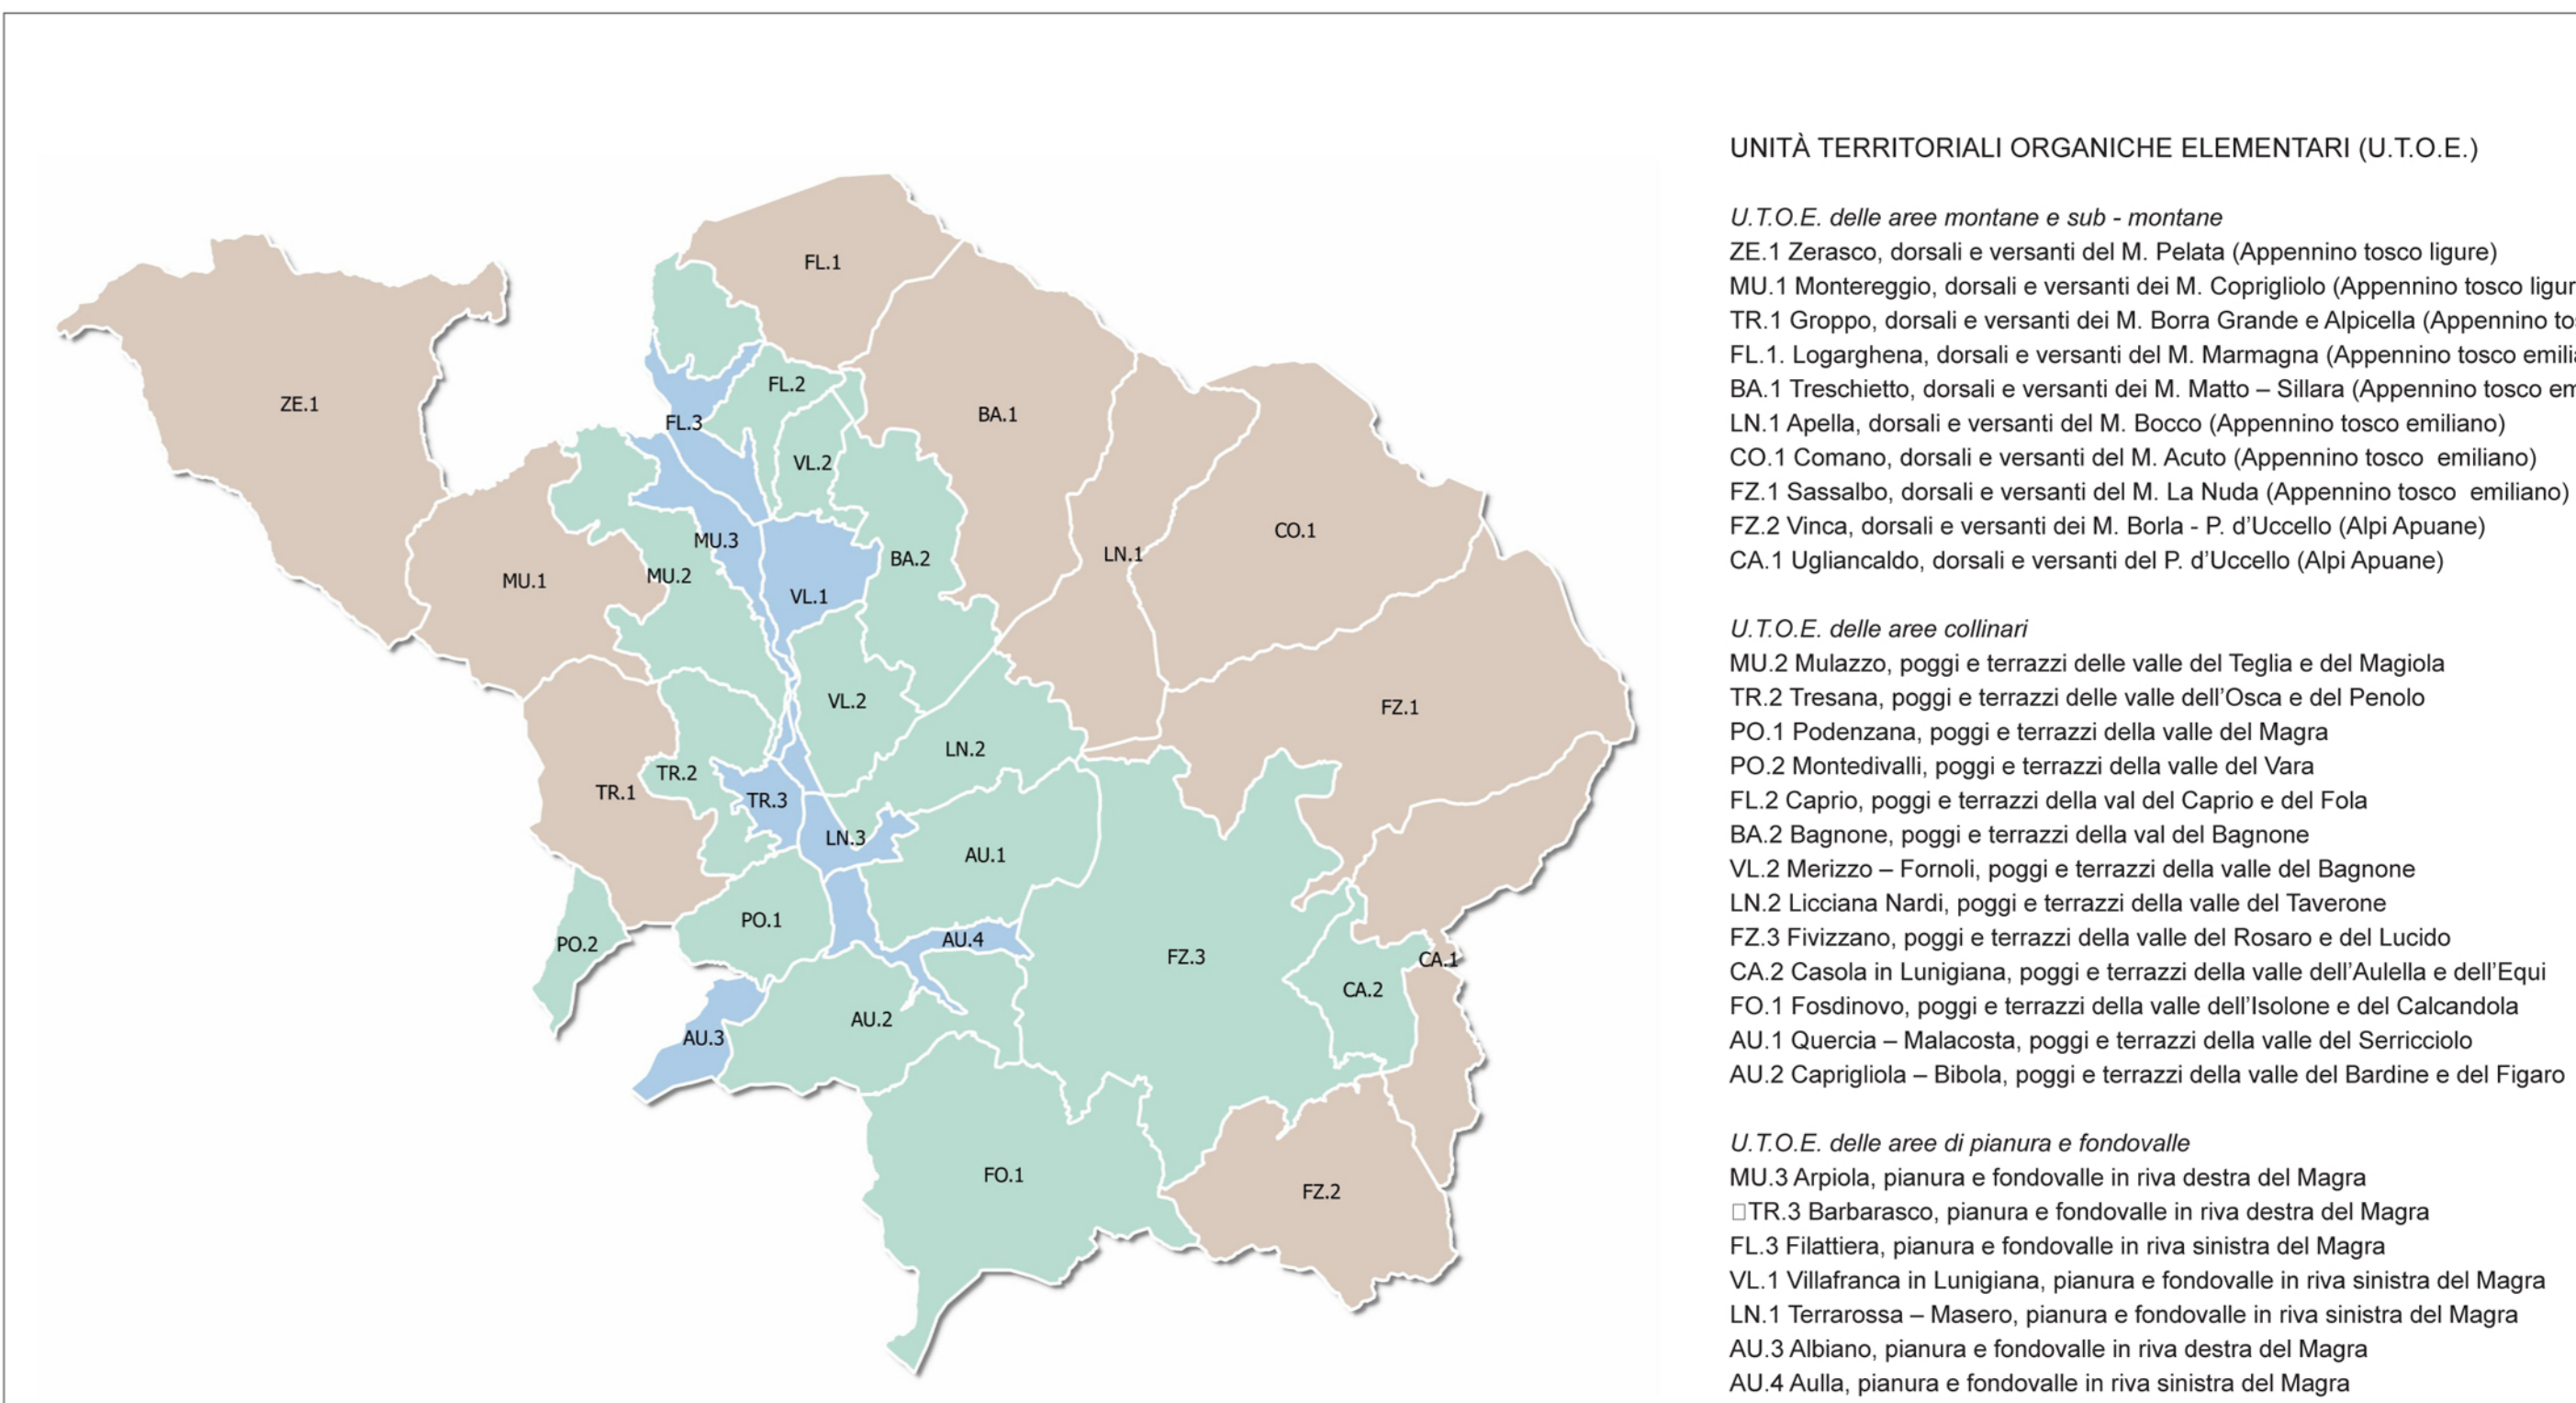 UNITÀ TERRITORIALI ORGANICHE ELEMENTARI (U.T.O.E.)
U.T.O.E. delle aree montane e sub - montane
ZE.1 Zerasco, dorsali e versanti del M. Pelata (Appennino tosco ligure)
MU.1 Montereggio, dorsali e versanti dei M. Coprigliolo (Appennino tosco ligur
TR.1 Groppo, dorsali e versanti dei M. Borra Grande e Alpicella (Appennino to
FL.1. Logarghena, dorsali e versanti del M. Marmagna (Appennino tosco emili
BA.1 Treschietto, dorsali e versanti dei M. Matto – Sillara (Appennino tosco em
LN.1 Apella, dorsali e versanti del M. Bocco (Appennino tosco emiliano)
CO.1 Comano, dorsali e versanti del M. Acuto (Appennino tosco emiliano)
FZ.1 Sassalbo, dorsali e versanti del M. La Nuda (Appennino tosco emiliano)
FZ.2 Vinca, dorsali e versanti dei M. Borla - P. d'Uccello (Alpi Apuane)
CA.1 Ugliancaldo, dorsali e versanti del P. d'Uccello (Alpi Apuane)
U.T.O.E. delle aree collinari
MU.2 Mulazzo, poggi e terrazzi delle valle del Teglia e del Magiola
TR.2 Tresana, poggi e terrazzi delle valle dell'Osca e del Penolo
PO.1 Podenzana, poggi e terrazzi della valle del Magra
PO.2 Montedivalli, poggi e terrazzi della valle del Vara
FL.2 Caprio, poggi e terrazzi della val del Caprio e del Fola
BA.2 Bagnone, poggi e terrazzi della val del Bagnone
VL.2 Merizzo – Fornoli, poggi e terrazzi della valle del Bagnone
LN.2 Licciana Nardi, poggi e terrazzi della valle del Taverone
FZ.3 Fivizzano, poggi e terrazzi della valle del Rosaro e del Lucido
CA.2 Casola in Lunigiana, poggi e terrazzi della valle dell'Aulella e dell'Equi
FO.1 Fosdinovo, poggi e terrazzi della valle dell'Isolone e del Calcandola
AU.1 Quercia – Malacosta, poggi e terrazzi della valle del Serricciolo
AU.2 Caprigliola – Bibola, poggi e terrazzi della valle del Bardine e del Figaro
U.T.O.E. delle aree di pianura e fondovalle
MU.3 Arpiola, pianura e fondovalle in riva destra del Magra
□TR.3 Barbarasco, pianura e fondovalle in riva destra del Magra
FL.3 Filattiera, pianura e fondovalle in riva sinistra del Magra
VL.1 Villafranca in Lunigiana, pianura e fondovalle in riva sinistra del Magra
LN.1 Terrarossa – Masero, pianura e fondovalle in riva sinistra del Magra
AU.3 Albiano, pianura e fondovalle in riva destra del Magra
AU.4 Aulla, pianura e fondovalle in riva sinistra del Magra
FL.1
FL.2
ZE.1
BA.1
FL.3
VL.2
CO.1
MU.3
LN.1
BA.2
MU.2
MU.1
VL.1
VL.2
FZ.1
LN.2
TR.2
TR.1
TR.3
LN.3
AU.1
PO.1
AU.4
PO.2
FZ.3
CA.1
CA.2
AU.2
AU.3
FO.1
FZ.2